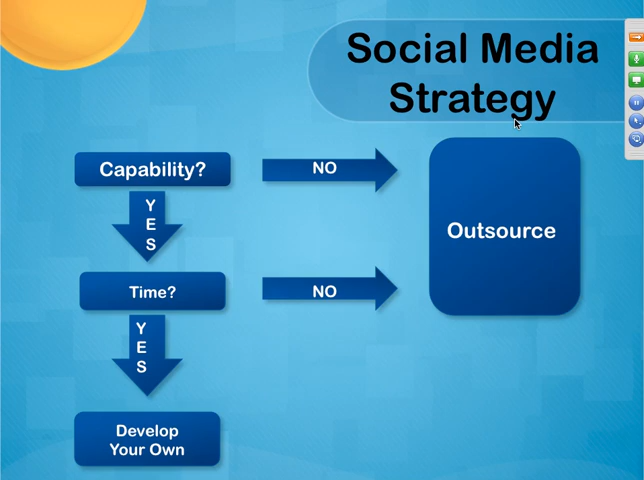 Social Media
Strategy
Capability?
NO
YES
Outsource
Time?
NO
YES
Develop
Your Own